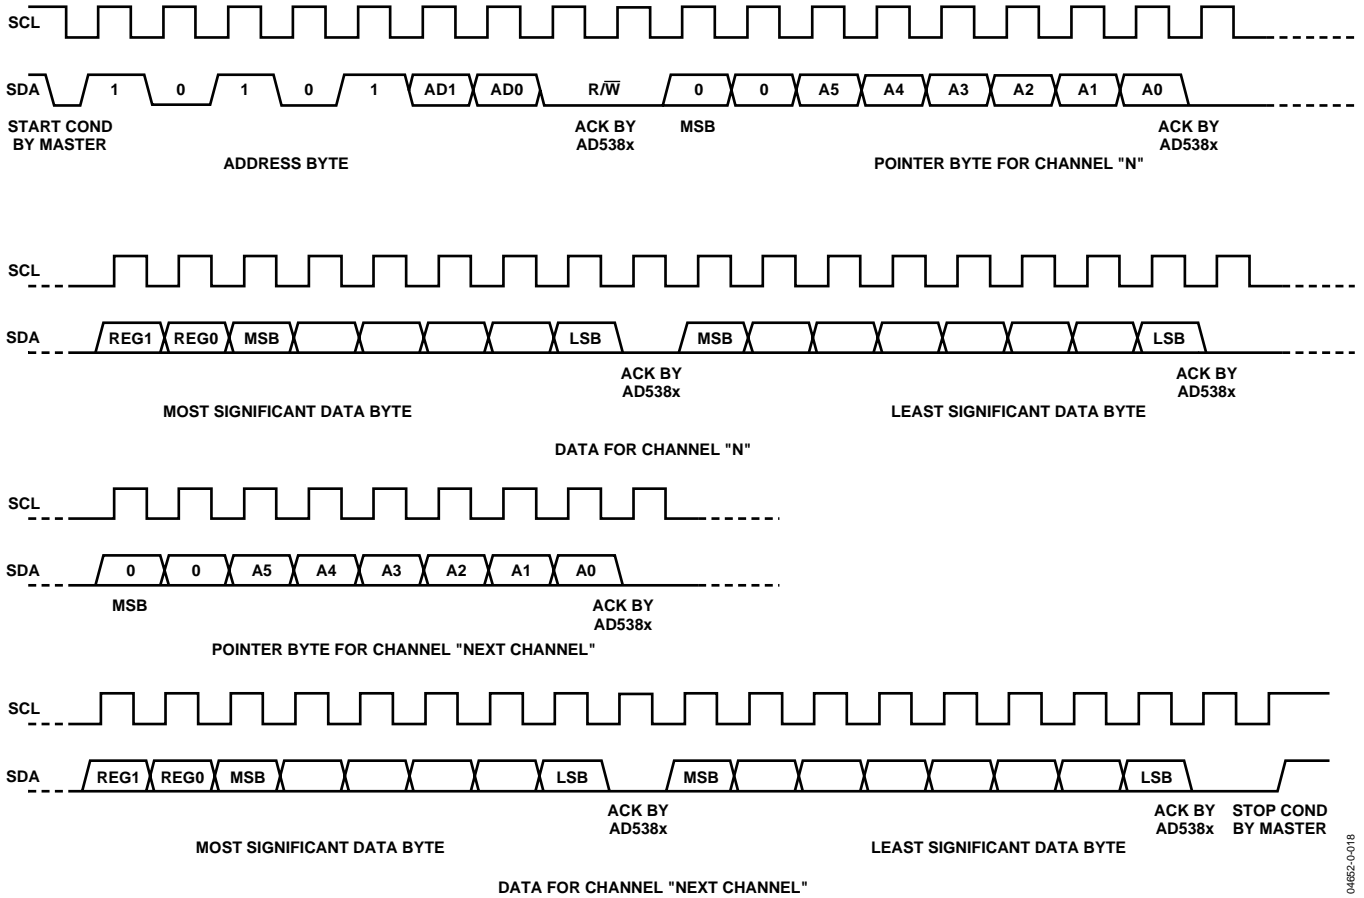 SCL
SDA 1 0 1 0 1 AD1 AD0 R/W̅ 0 0 A5 A4 A3 A2 A1 A0
START COND BY MASTER ACK BY AD538x MSB ACK BY AD538x
ADDRESS BYTE POINTER BYTE FOR CHANNEL "N"
SCL
SDA REG1 REG0 MSB LSB MSB LSB
ACK BY AD538x ACK BY AD538x
MOST SIGNIFICANT DATA BYTE LEAST SIGNIFICANT DATA BYTE
DATA FOR CHANNEL "N"
SCL
SDA 0 0 A5 A4 A3 A2 A1 A0
MSB ACK BY AD538x
POINTER BYTE FOR CHANNEL "NEXT CHANNEL"
SCL
SDA REG1 REG0 MSB LSB MSB LSB
ACK BY AD538x ACK BY AD538x STOP COND BY MASTER
MOST SIGNIFICANT DATA BYTE LEAST SIGNIFICANT DATA BYTE
DATA FOR CHANNEL "NEXT CHANNEL"
04652-0-018